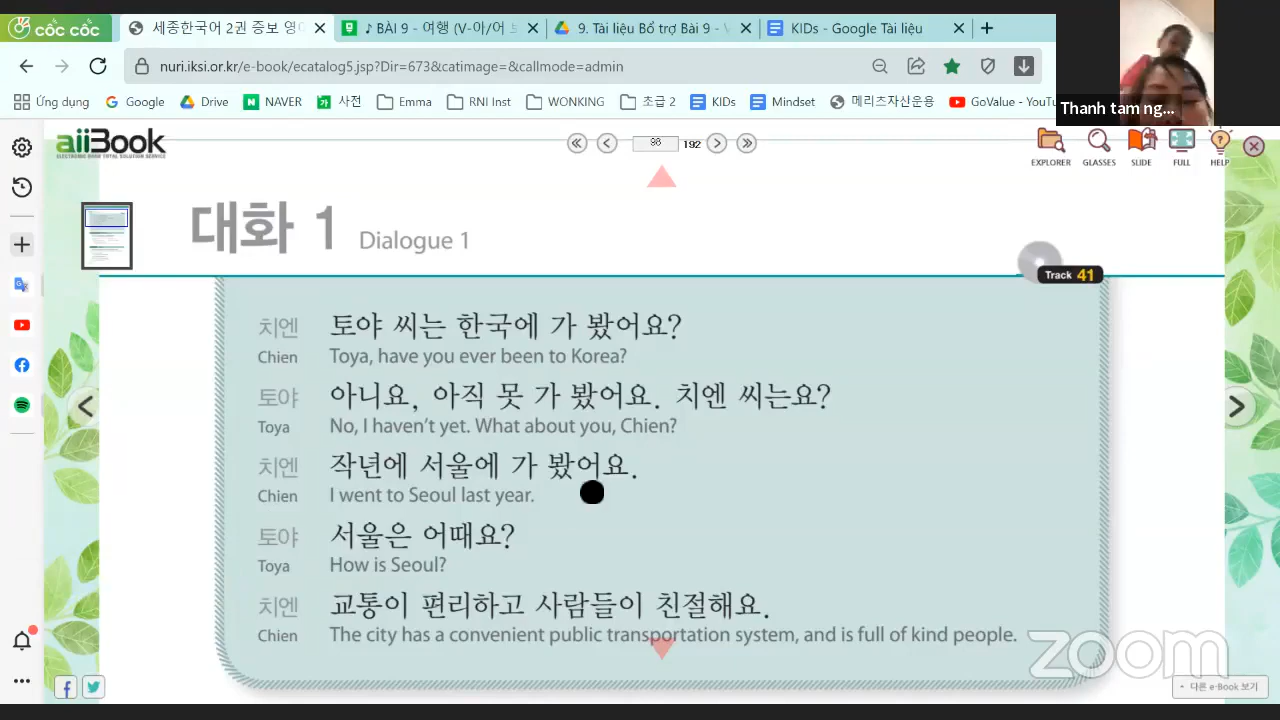 cốc cốc
세종한국어 2권 증보 영어
♪ BÀI 9 - 여행 (V-아/어 보
9. Tài liệu Bổ trợ Bài 9 - V
KIDs - Google Tài liệu
nuri.iksi.or.kr/e-book/ecatalog5.jsp?Dir=673&catimage=&callmode=admin
Ứng dụng
Google
Drive
NAVER
사전
Emma
RNI Inst
WONKING
초급 2
KIDs
Mindset
메리츠자산운용
GoValue - YouTu
Thanh tam ng...
aiiBook
98
192
EXPLORER
GLASSES
SLIDE
FULL
HELP
대화 1 Dialogue 1
Track 41
치엔 토야 씨는 한국에 가 봤어요?
Chien Toya, have you ever been to Korea?
토야 아니요, 아직 못 가 봤어요. 치엔 씨는요?
Toya No, I haven't yet. What about you, Chien?
치엔 작년에 서울에 가 봤어요.
Chien I went to Seoul last year.
토야 서울은 어때요?
Toya How is Seoul?
치엔 교통이 편리하고 사람들이 친절해요.
Chien The city has a convenient public transportation system, and is full of kind people.
zoom
다른 e-Book 보기